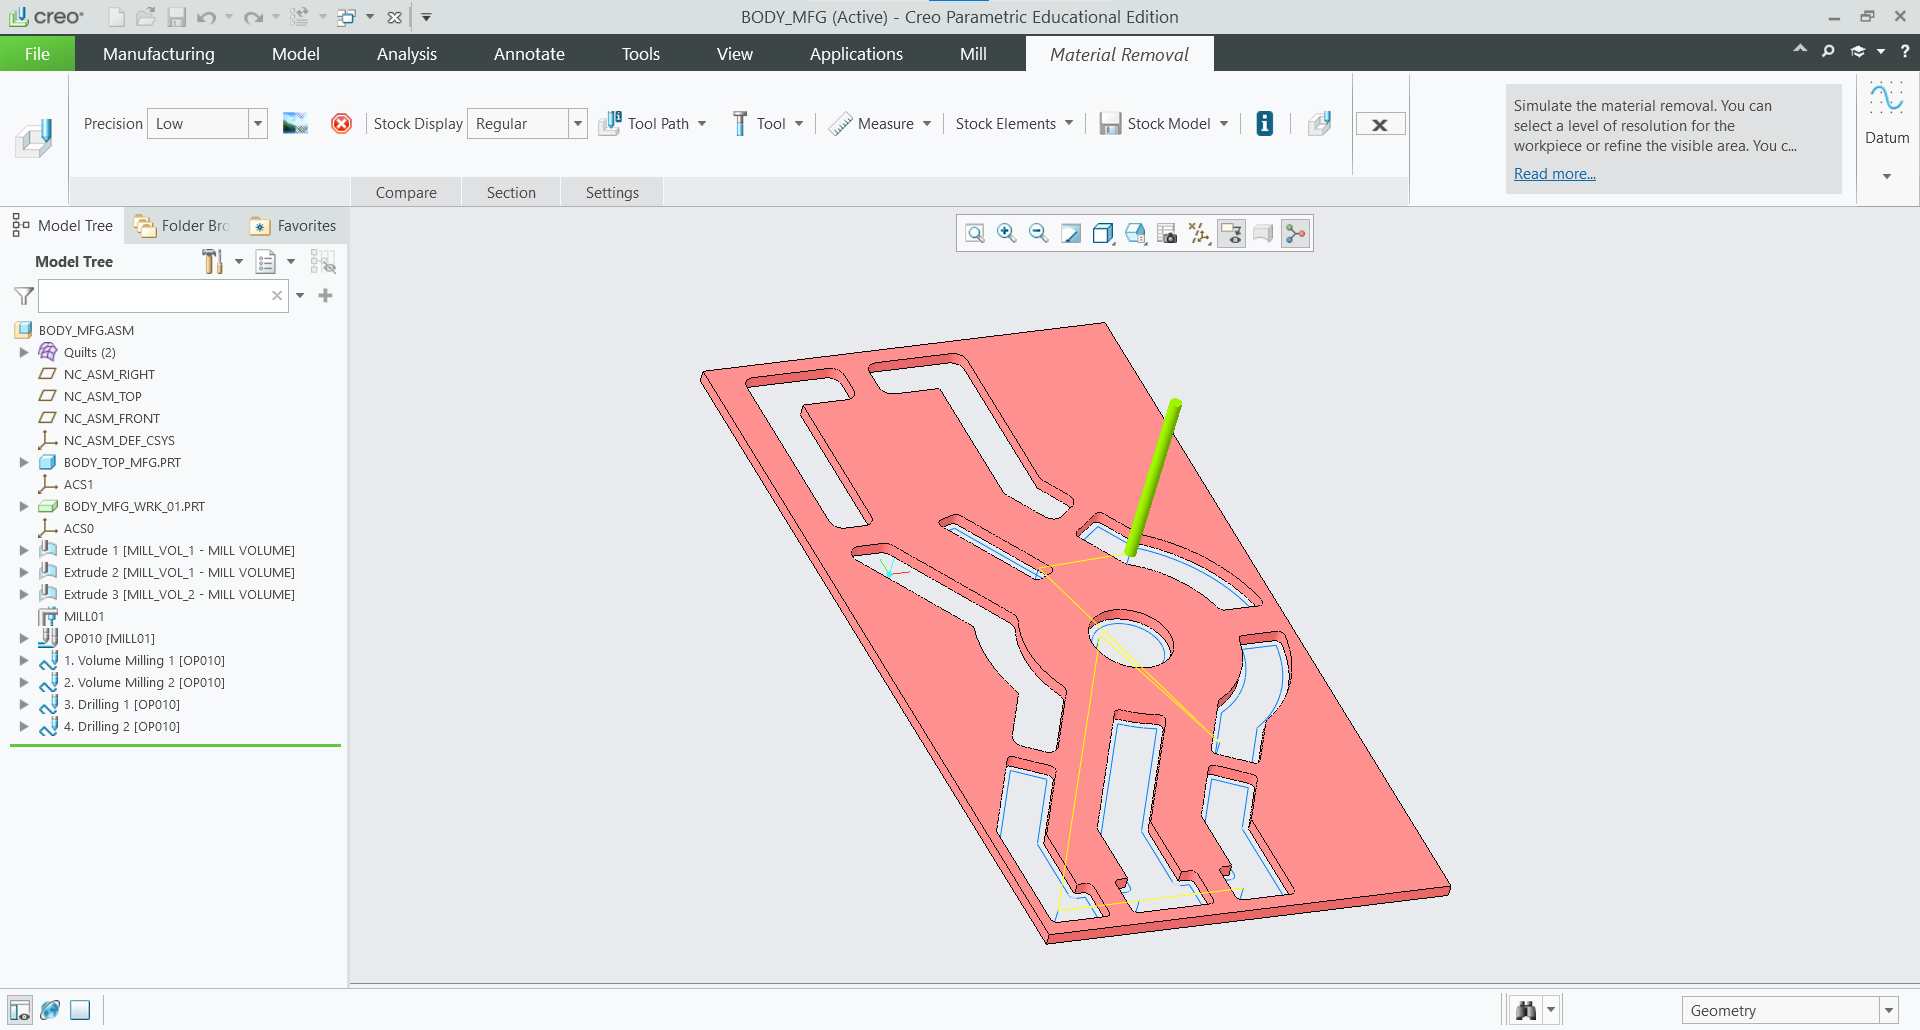 creo
BODY_MFG (Active) - Creo Parametric Educational Edition
File
Manufacturing
Model
Analysis
Annotate
Tools
View
Applications
Mill
Material Removal
?
Precision
Low
Stock Display
Regular
Tool Path
Tool
Measure
Stock Elements
Stock Model
Compare
Section
Settings
Simulate the material removal. You can
select a level of resolution for the
workpiece or refine the visible area. You c...
Read more...
Datum
Model Tree
Folder Bro
Favorites
Model Tree
BODY_MFG.ASM
Quilts (2)
NC_ASM_RIGHT
NC_ASM_TOP
NC_ASM_FRONT
NC_ASM_DEF_CSYS
BODY_TOP_MFG.PRT
ACS1
BODY_MFG_WRK_01.PRT
ACS0
Extrude 1 [MILL_VOL_1 - MILL VOLUME]
Extrude 2 [MILL_VOL_1 - MILL VOLUME]
Extrude 3 [MILL_VOL_2 - MILL VOLUME]
MILL01
OP010 [MILL01]
1. Volume Milling 1 [OP010]
2. Volume Milling 2 [OP010]
3. Drilling 1 [OP010]
4. Drilling 2 [OP010]
Geometry